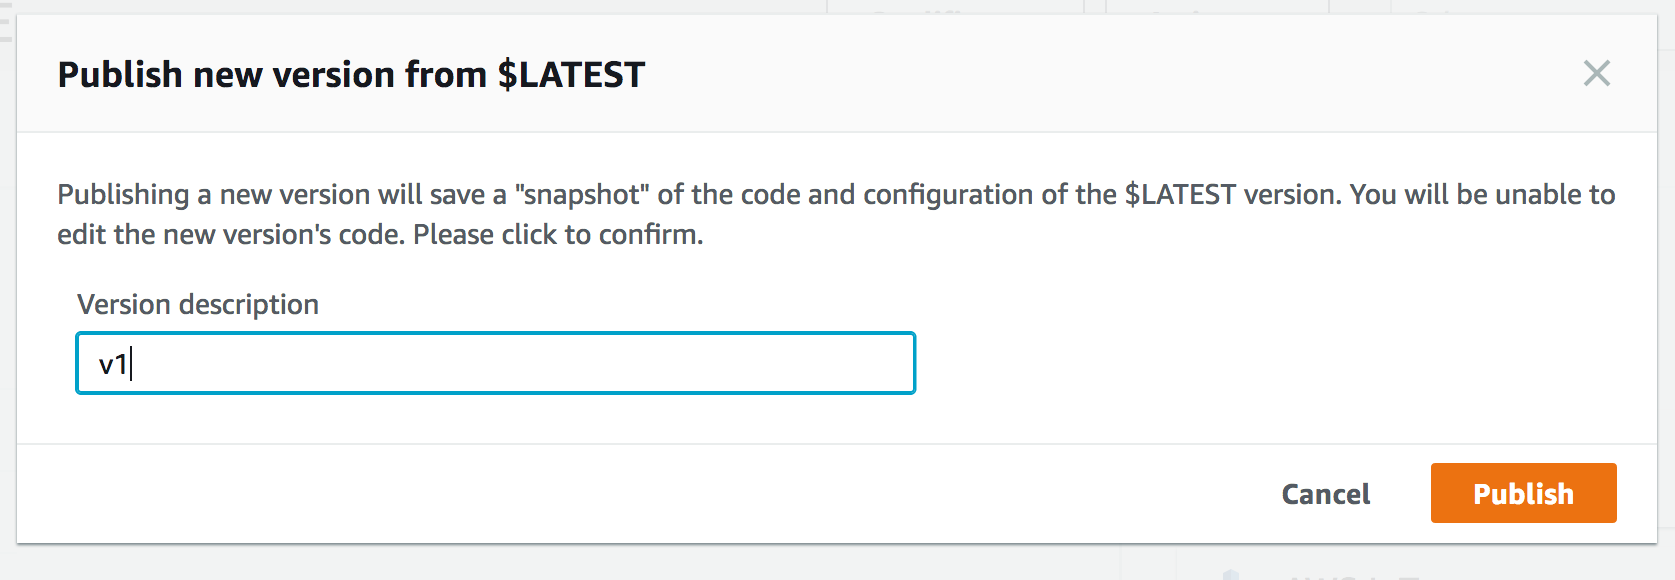 Publish new version from $LATEST
Publishing a new version will save a "snapshot" of the code and configuration of the $LATEST version. You will be unable to
edit the new version's code. Please click to confirm.
Version description
v1
Cancel
Publish